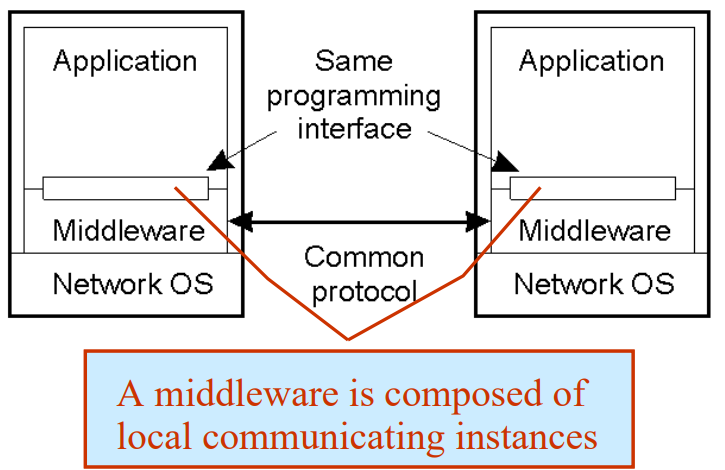 Application
Same
programming
interface
Application
Middleware
Network OS
Common
protocol
Middleware
Network OS
A middleware is composed of
local communicating instances